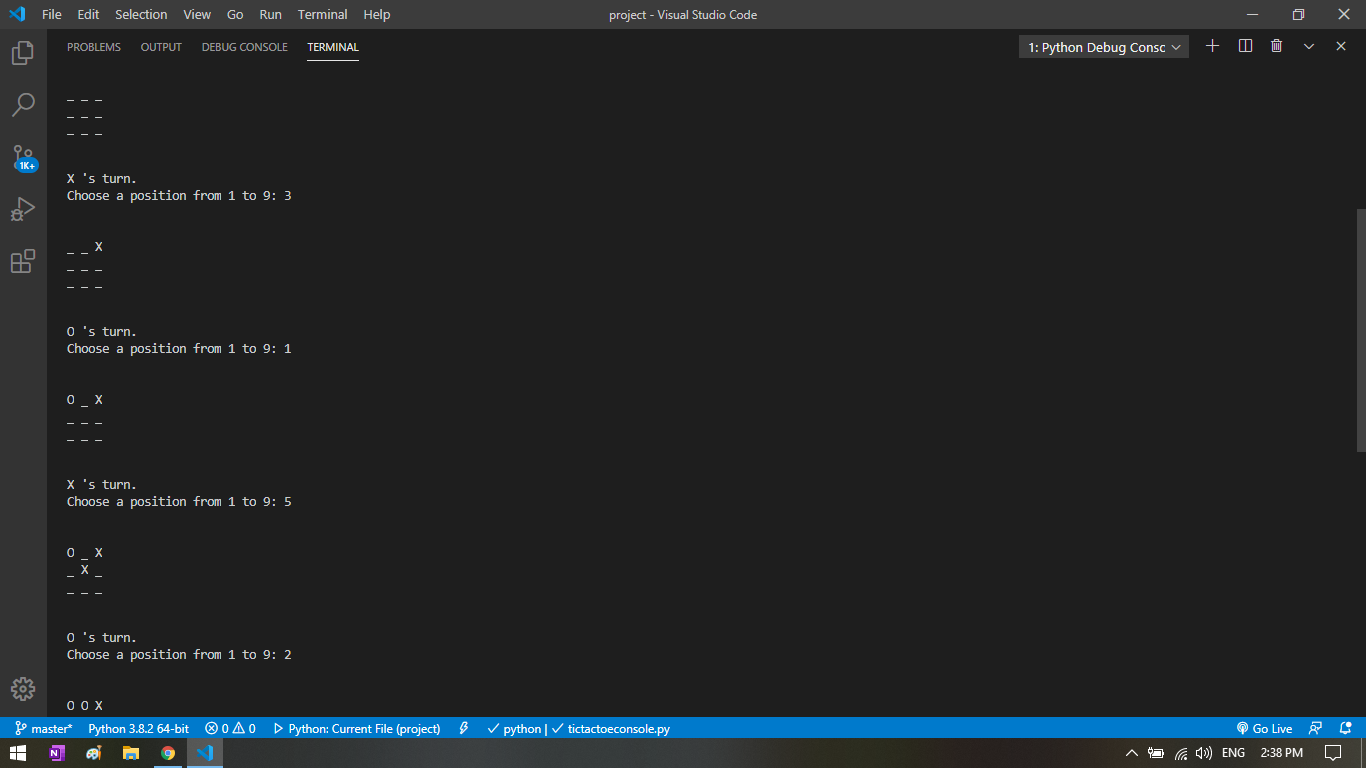 File Edit Selection View Go Run Terminal Help project - Visual Studio Code
PROBLEMS OUTPUT DEBUG CONSOLE TERMINAL 1: Python Debug Consc
_ _ _
_ _ _
_ _ _
X 's turn.
Choose a position from 1 to 9: 3
_ _ X
_ _ _
_ _ _
O 's turn.
Choose a position from 1 to 9: 1
O _ X
_ _ _
_ _ _
X 's turn.
Choose a position from 1 to 9: 5
O _ X
_ X _
_ _ _
O 's turn.
Choose a position from 1 to 9: 2
O O X
1K+
master* Python 3.8.2 64-bit 0 0 Python: Current File (project) python | tictactoeconsole.py Go Live
N ENG 2:38 PM